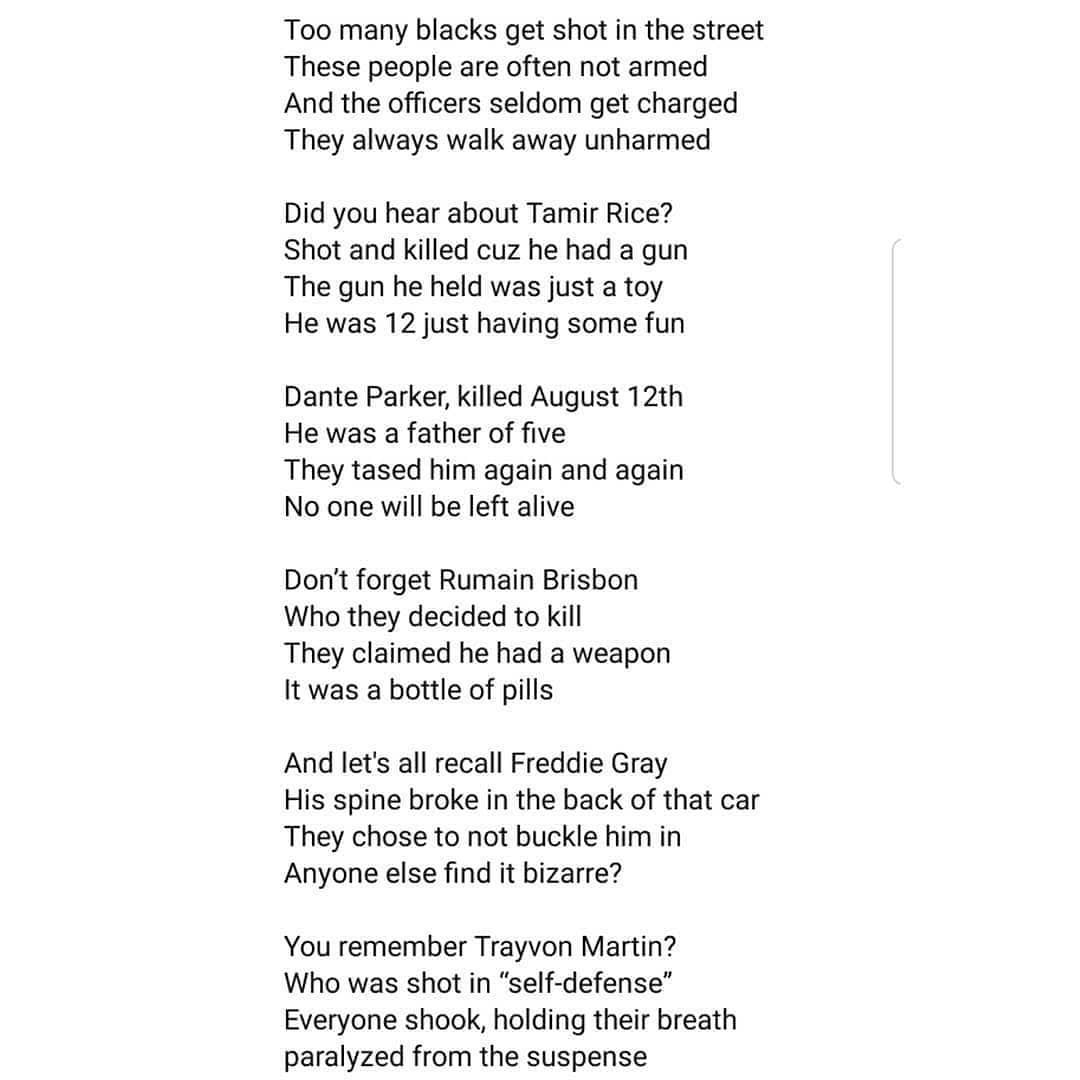 Too many blacks get shot in the street
These people are often not armed
And the officers seldom get charged
They always walk away unharmed

Did you hear about Tamir Rice?
Shot and killed cuz he had a gun
The gun he held was just a toy
He was 12 just having some fun

Dante Parker, killed August 12th
He was a father of five
They tased him again and again
No one will be left alive

Don’t forget Rumain Brisbon
Who they decided to kill
They claimed he had a weapon
It was a bottle of pills

And let's all recall Freddie Gray
His spine broke in the back of that car
They chose to not buckle him in
Anyone else find it bizarre?

You remember Trayvon Martin?
Who was shot in “self-defense”
Everyone shook, holding their breath
paralyzed from the suspense